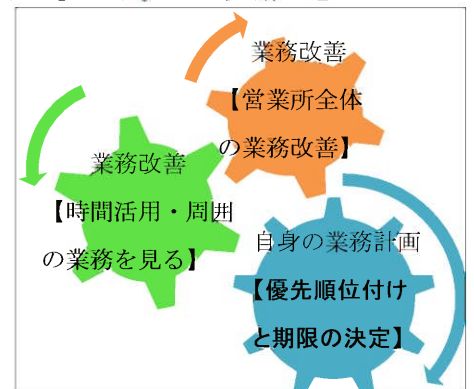 業務改善
【営業所全体
の業務改善】
業務改善
【時間活用・周囲
の業務を見る】
自身の業務計画
【優先順位付け
と期限の決定】